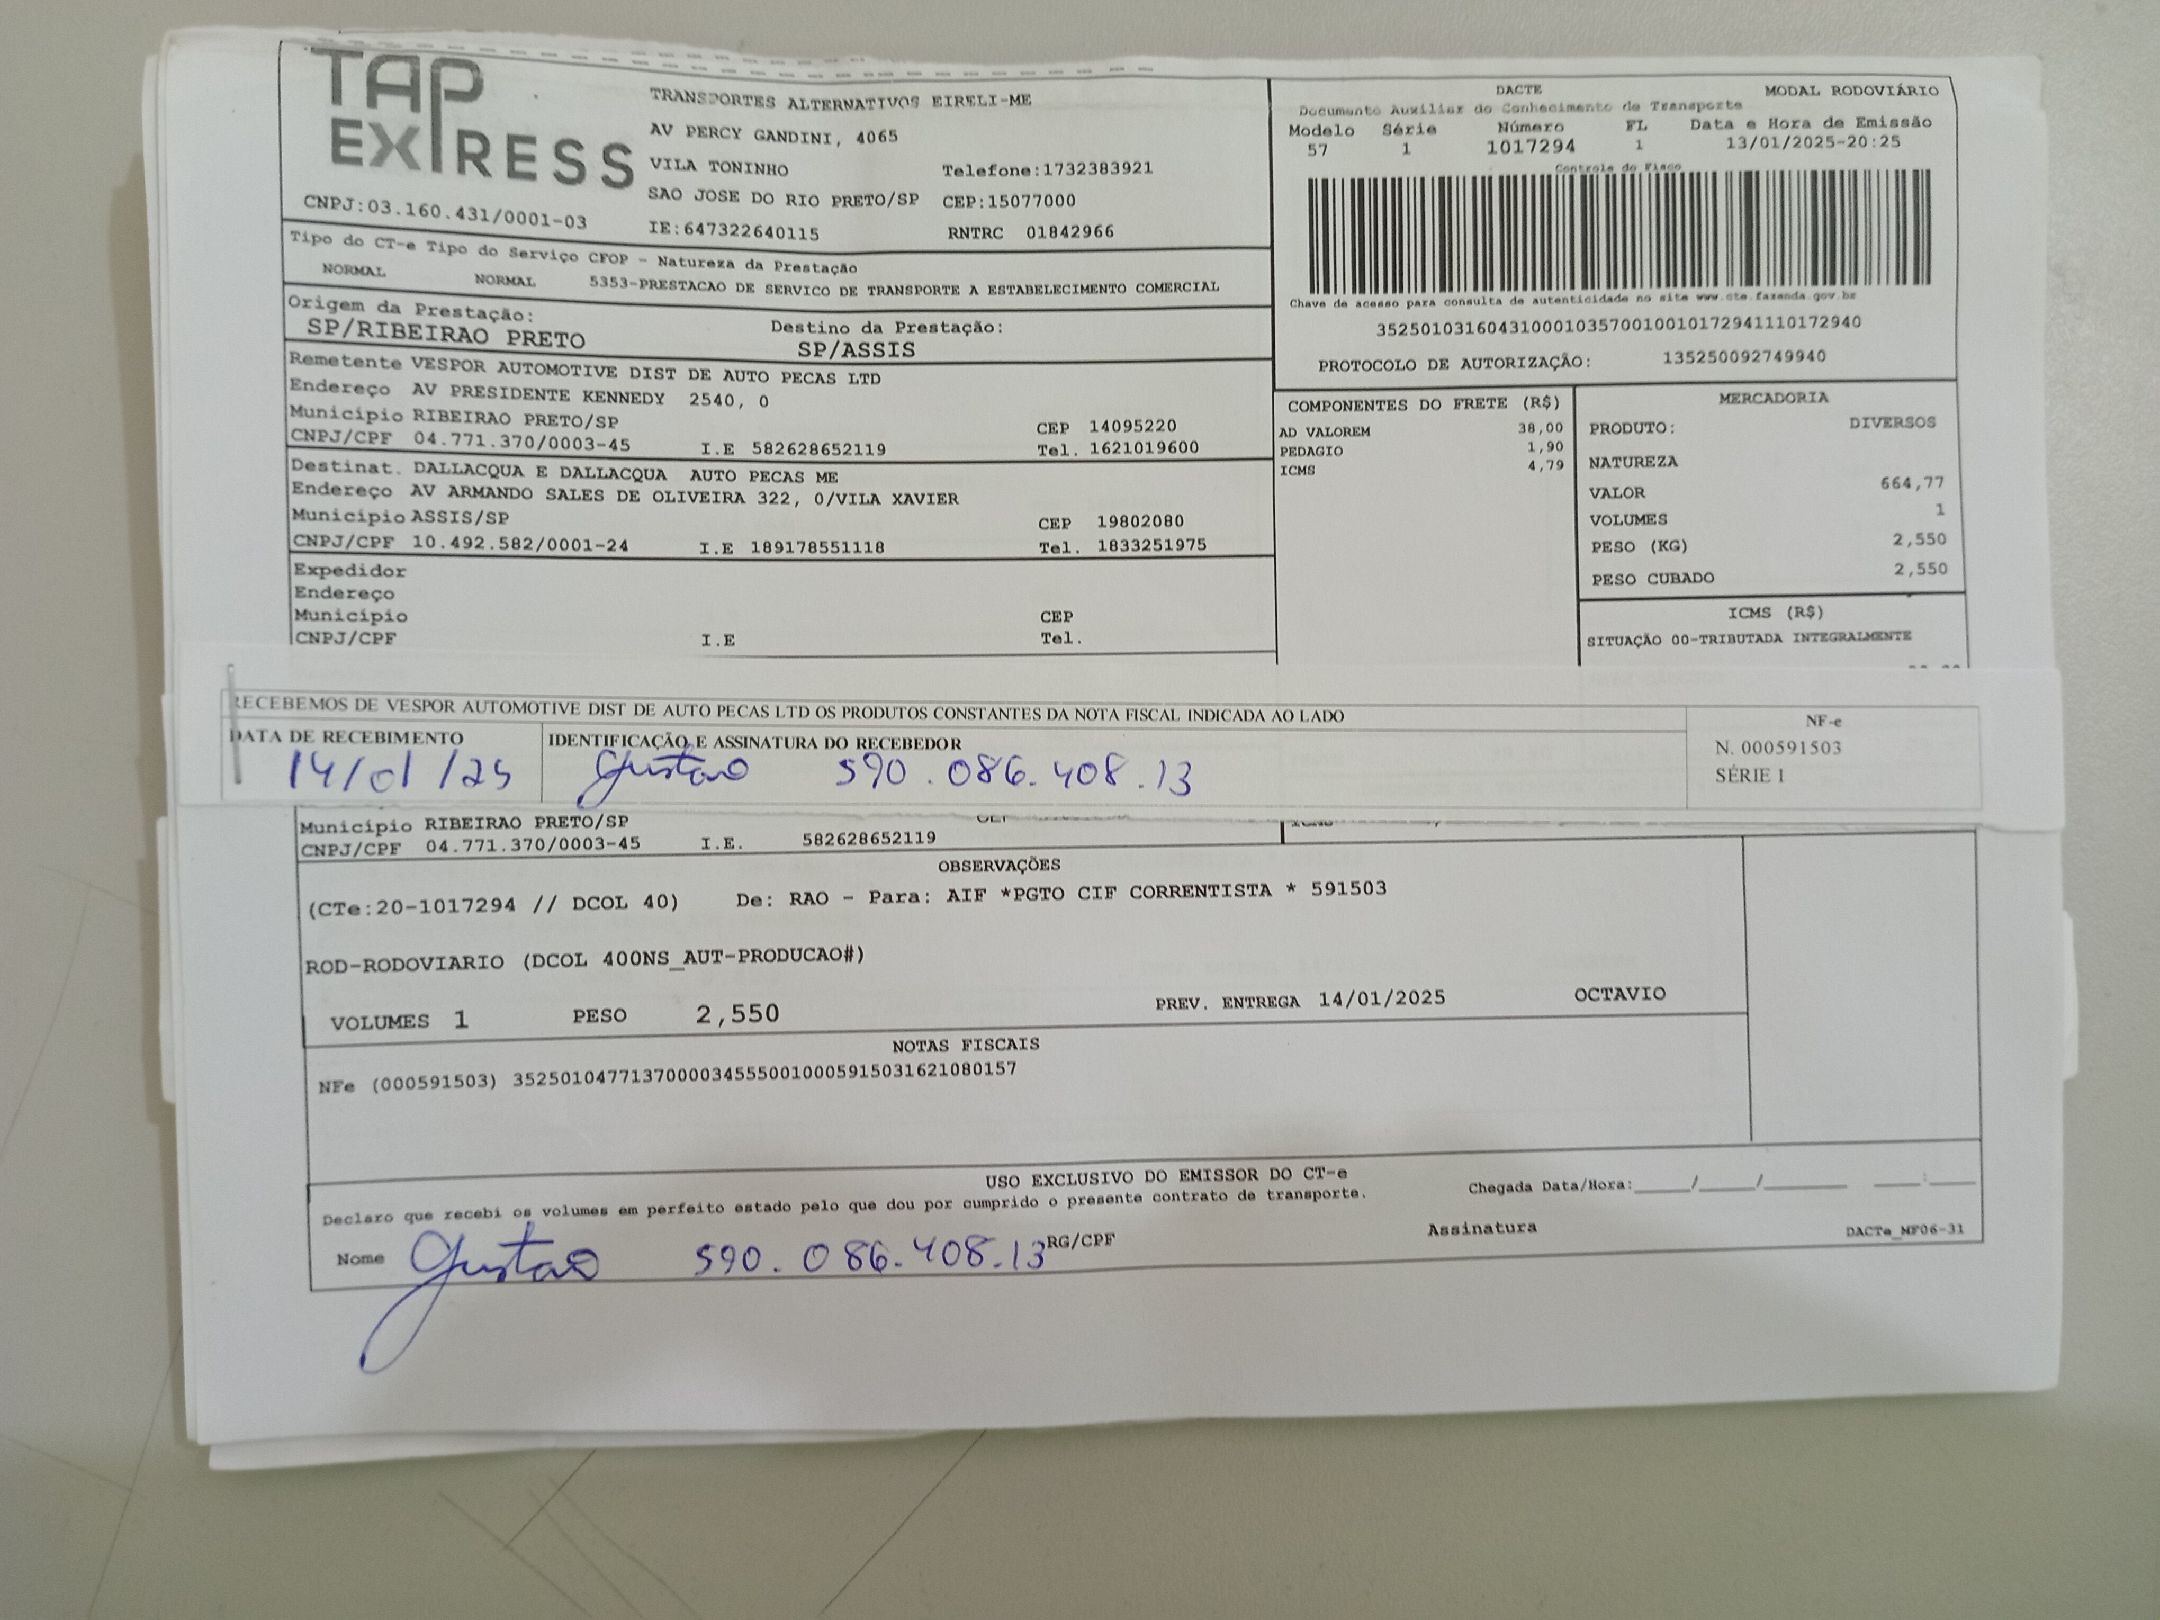 TAP
EXPRESS
CNPJ:03.160.431/0001-03
TRANSPORTES ALTERNATIVOS EIRELI-ME
AV PERCY GANDINI, 4065
VILA TONINHO Telefone:1732383921
SAO JOSE DO RIO PRETO/SP CEP:15077000
IE:647322640115 RNTRC 01842966
DACTE MODAL RODOVIÁRIO
Documento Auxiliar do Conhecimento de Transporte
Modelo Série Número FL Data e Hora de Emissão
57 1 1017294 1 13/01/2025-20:25
Controle do Fisco
Chave de acesso para consulta de autenticidade no site www.cte.fazenda.gov.br
35250103160431000103570010010172941110172940
PROTOCOLO DE AUTORIZAÇÃO: 135250092749940
Tipo do CT-e Tipo do Serviço CFOP - Natureza da Prestação
NORMAL NORMAL 5353-PRESTACAO DE SERVICO DE TRANSPORTE A ESTABELECIMENTO COMERCIAL
Origem da Prestação: Destino da Prestação:
SP/RIBEIRAO PRETO SP/ASSIS
Remetente VESPOR AUTOMOTIVE DIST DE AUTO PECAS LTD
Endereço AV PRESIDENTE KENNEDY 2540, 0
Município RIBEIRAO PRETO/SP CEP 14095220
CNPJ/CPF 04.771.370/0003-45 I.E 582628652119 Tel. 1621019600
Destinat. DALLACQUA E DALLACQUA AUTO PECAS ME
Endereço AV ARMANDO SALES DE OLIVEIRA 322, 0/VILA XAVIER
Município ASSIS/SP CEP 19802080
CNPJ/CPF 10.492.582/0001-24 I.E 189178551118 Tel. 1833251975
Expedidor
Endereço
Município CEP
CNPJ/CPF I.E Tel.
COMPONENTES DO FRETE (R$)
AD VALOREM 38,00
PEDAGIO 1,90
ICMS 4,79
MERCADORIA
PRODUTO: DIVERSOS
NATUREZA
VALOR 664,77
VOLUMES 1
PESO (KG) 2,550
PESO CUBADO 2,550
ICMS (R$)
SITUAÇÃO 00-TRIBUTADA INTEGRALMENTE
RECEBEMOS DE VESPOR AUTOMOTIVE DIST DE AUTO PECAS LTD OS PRODUTOS CONSTANTES DA NOTA FISCAL INDICADA AO LADO
DATA DE RECEBIMENTO IDENTIFICAÇÃO E ASSINATURA DO RECEBEDOR
14/01/25 Gustavo 590.086.408.13
NF-e
N. 000591503
SÉRIE 1
Município RIBEIRAO PRETO/SP
CNPJ/CPF 04.771.370/0003-45 I.E. 582628652119
OBSERVAÇÕES
(CTe:20-1017294 // DCOL 40) De: RAO - Para: AIF *PGTO CIF CORRENTISTA * 591503
ROD-RODOVIARIO (DCOL 400NS_AUT-PRODUCAO#)
VOLUMES 1 PESO 2,550 PREV. ENTREGA 14/01/2025 OCTAVIO
NOTAS FISCAIS
NFe (000591503) 35250104771370000345550010005915031621080157
USO EXCLUSIVO DO EMISSOR DO CT-e
Declaro que recebi os volumes em perfeito estado pelo que dou por cumprido o presente contrato de transporte. Chegada Data/Hora:____/____/______ ____:____
Nome Gustavo 590.086.408.13 RG/CPF Assinatura DACTe_MF06-31